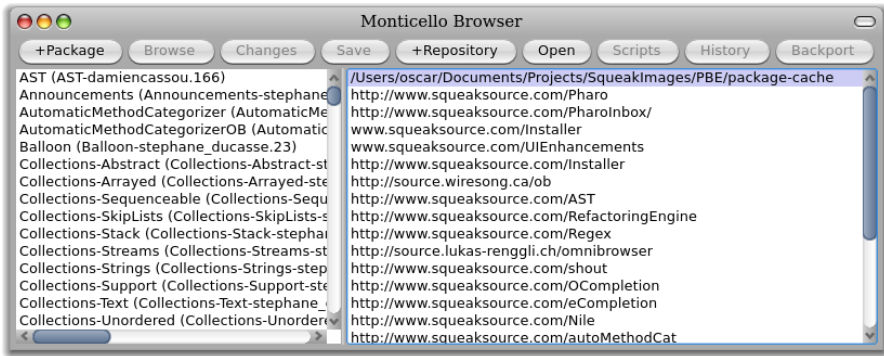 Monticello Browser
+Package Browse Changes Save +Repository Open Scripts History Backport
AST (AST-damiencassou.166)
Announcements (Announcements-stephane
AutomaticMethodCategorizer (AutomaticMe
AutomaticMethodCategorizerOB (Automatic
Balloon (Balloon-stephane_ducasse.23)
Collections-Abstract (Collections-Abstract-st
Collections-Arrayed (Collections-Arrayed-ste
Collections-Sequenceable (Collections-Sequ
Collections-SkipLists (Collections-SkipLists-s
Collections-Stack (Collections-Stack-stephan
Collections-Streams (Collections-Streams-st
Collections-Strings (Collections-Strings-step
Collections-Support (Collections-Support-ste
Collections-Text (Collections-Text-stephane_
Collections-Unordered (Collections-Unordere
/Users/oscar/Documents/Projects/SqueakImages/PBE/package-cache
http://www.squeaksource.com/Pharo
http://www.squeaksource.com/PharoInbox/
www.squeaksource.com/Installer
www.squeaksource.com/UIEnhancements
http://www.squeaksource.com/Installer
http://source.wiresong.ca/ob
http://www.squeaksource.com/AST
http://www.squeaksource.com/RefactoringEngine
http://www.squeaksource.com/Regex
http://source.lukas-renggli.ch/omnibrowser
http://www.squeaksource.com/shout
http://www.squeaksource.com/OCompletion
http://www.squeaksource.com/eCompletion
http://www.squeaksource.com/Nile
http://www.squeaksource.com/autoMethodCat